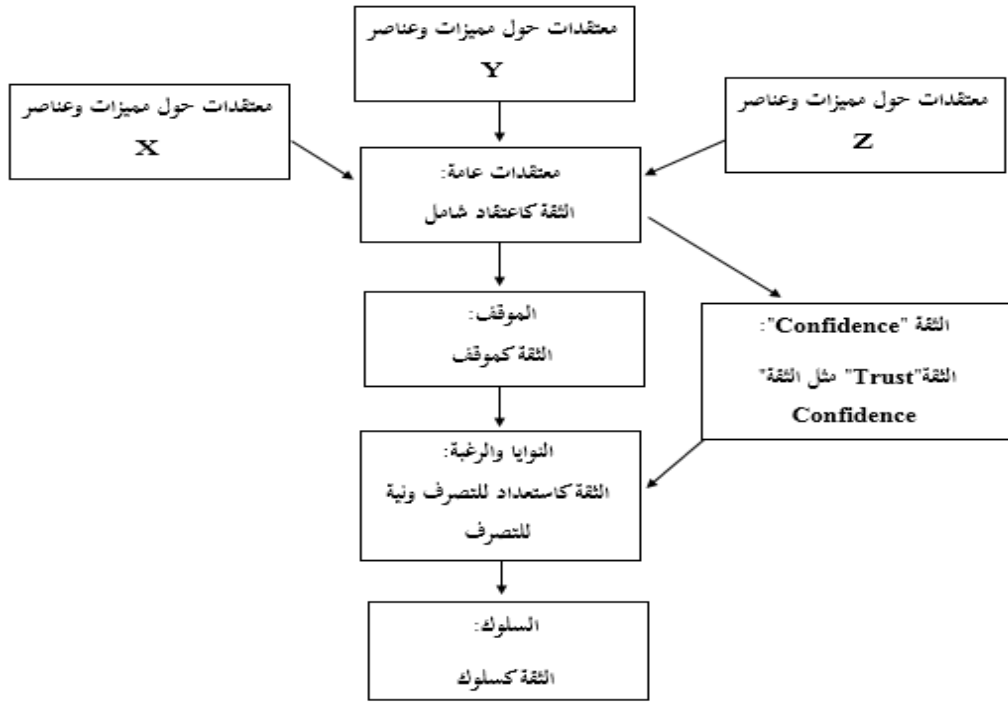 معتقدات حول مميزات وعناصر
Y
معتقدات حول مميزات وعناصر
Z
معتقدات حول مميزات وعناصر
X
معتقدات عامة:
الثقة كاعتقاد شامل
الموقف:
الثقة كموقف
الثقة "Confidence":
الثقة"Trust" مثل الثقة"
Confidence
النوايا والرغبة:
الثقة كاستعداد للتصرف ونية
للتصرف
السلوك:
الثقة كسلوك